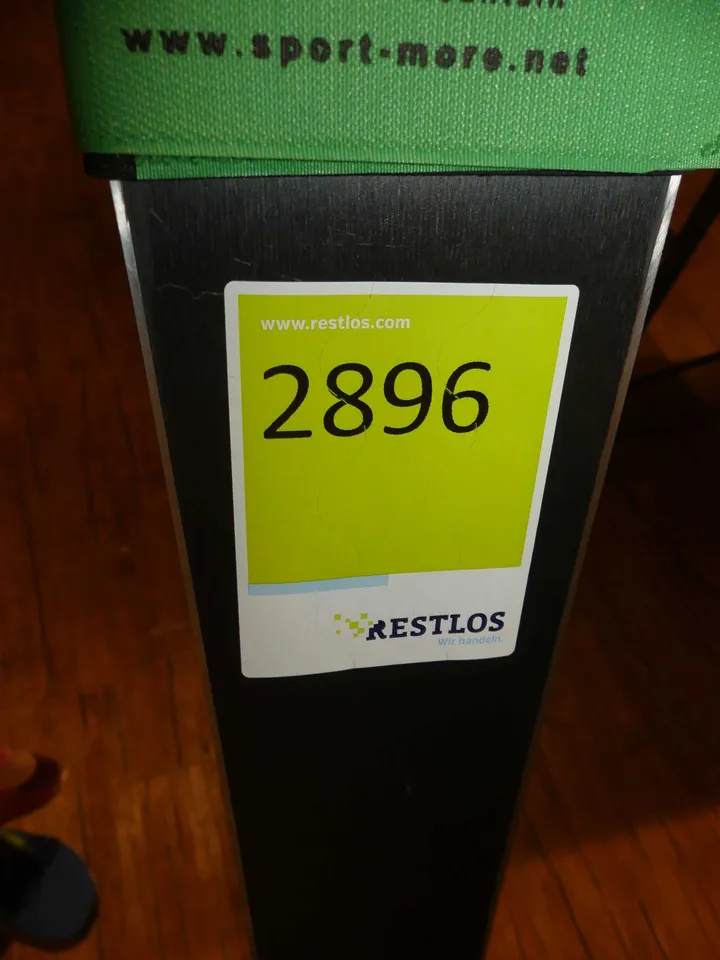 www.sport-more.net
www.restlos.com
2896
RESTLOS
Wir handeln.